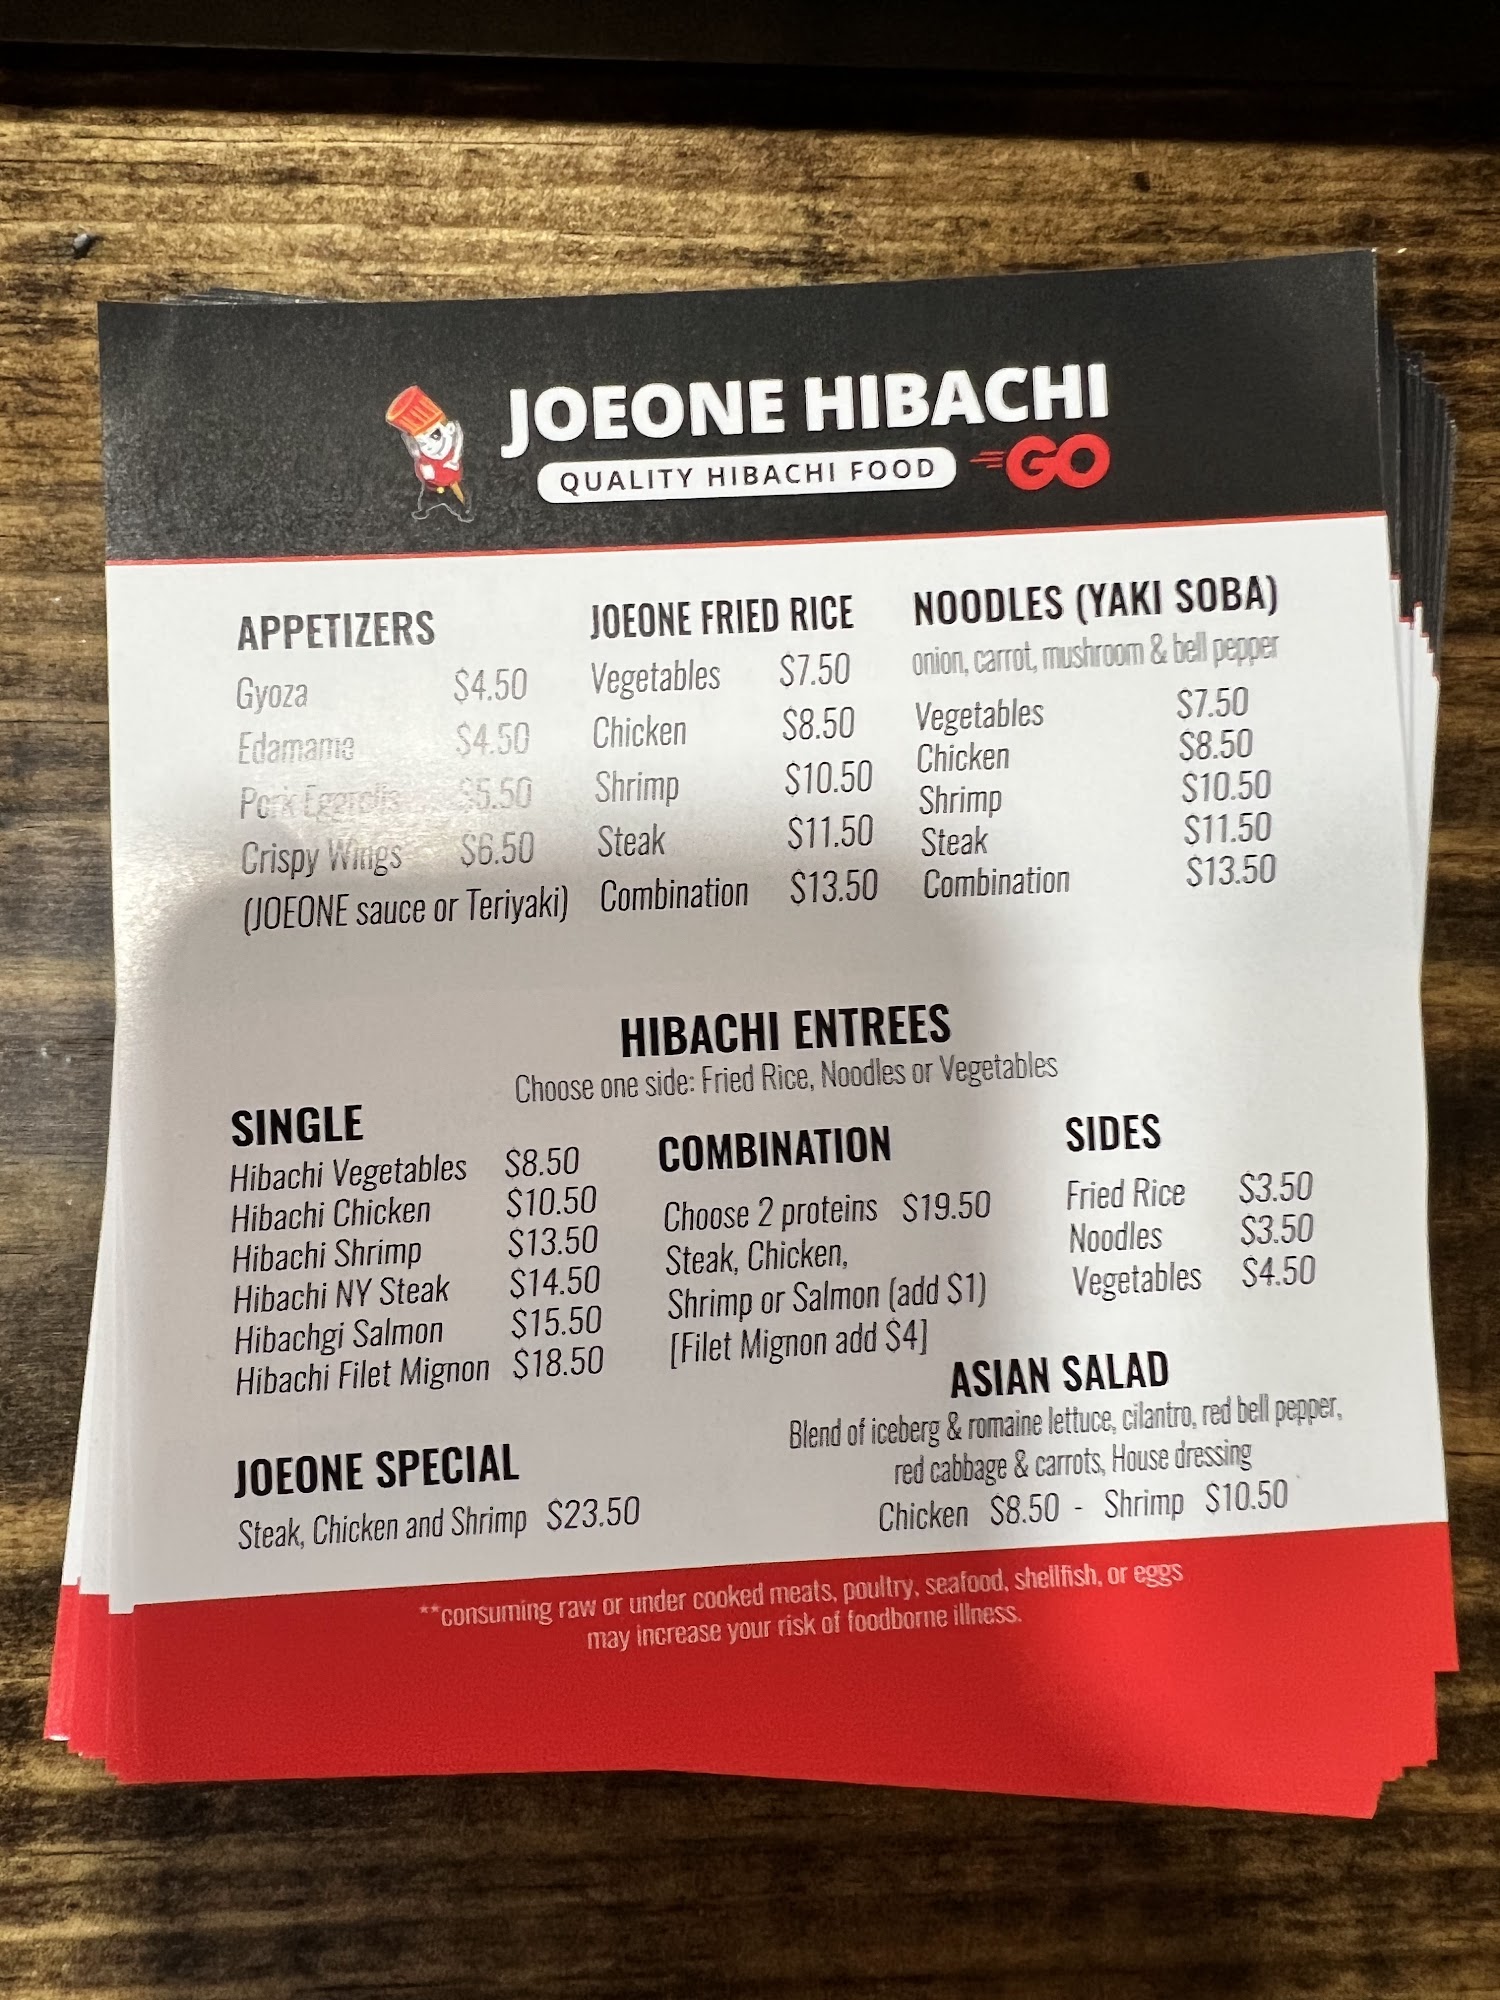 JOEONE HIBACHI
QUALITY HIBACHI FOOD GO
APPETIZERS
Gyoza $4.50
Edamame $4.50
Pork Eggrolls $5.50
Crispy Wings $6.50
(JOEONE sauce or Teriyaki)
JOEONE FRIED RICE
Vegetables $7.50
Chicken $8.50
Shrimp $10.50
Steak $11.50
Combination $13.50
NOODLES (YAKI SOBA)
onion, carrot, mushroom & bell pepper
Vegetables $7.50
Chicken $8.50
Shrimp $10.50
Steak $11.50
Combination $13.50
HIBACHI ENTREES
Choose one side: Fried Rice, Noodles or Vegetables
SINGLE
Hibachi Vegetables $8.50
Hibachi Chicken $10.50
Hibachi Shrimp $13.50
Hibachi NY Steak $14.50
Hibachgi Salmon $15.50
Hibachi Filet Mignon $18.50
COMBINATION
Choose 2 proteins $19.50
Steak, Chicken,
Shrimp or Salmon (add $1)
[Filet Mignon add $4]
SIDES
Fried Rice $3.50
Noodles $3.50
Vegetables $4.50
JOEONE SPECIAL
Steak, Chicken and Shrimp $23.50
ASIAN SALAD
Blend of iceberg & romaine lettuce, cilantro, red bell pepper,
red cabbage & carrots, House dressing
Chicken $8.50 - Shrimp $10.50
**consuming raw or under cooked meats, poultry, seafood, shellfish, or eggs
may increase your risk of foodborne illness.